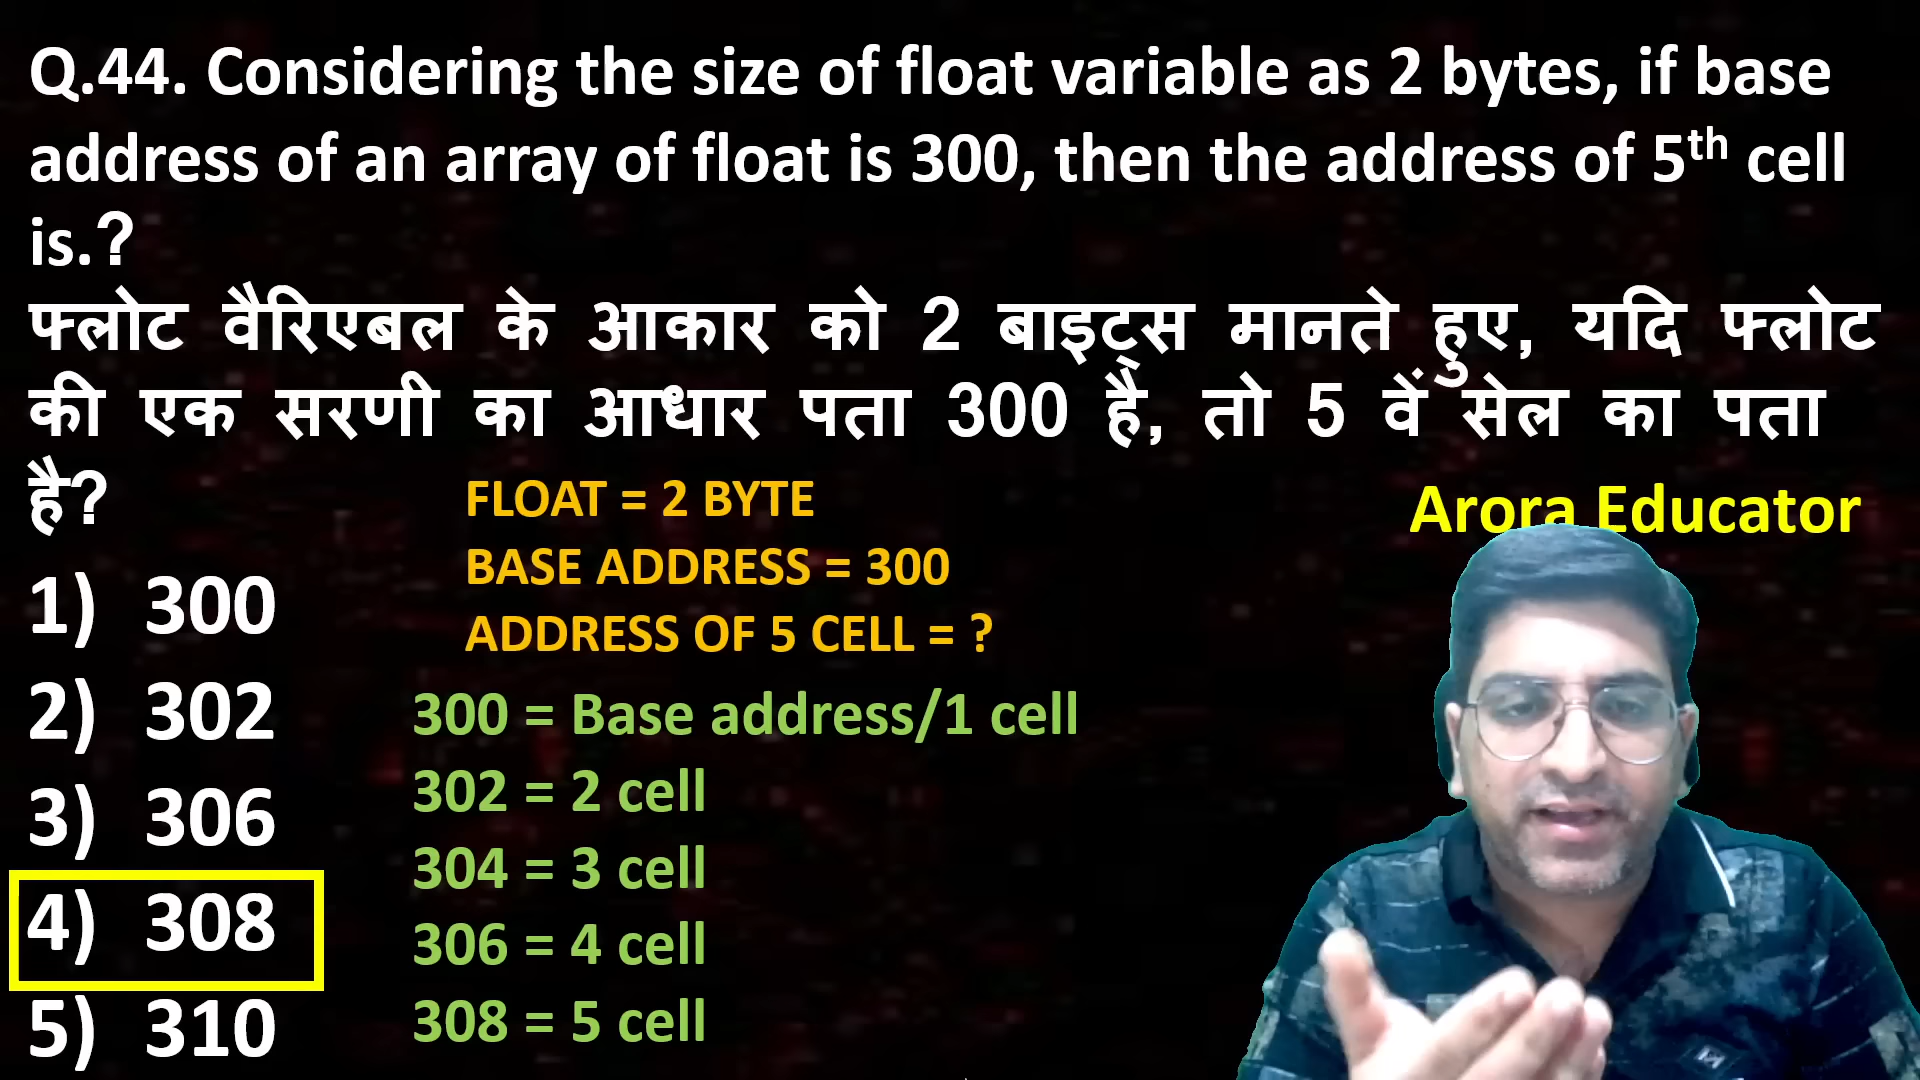 Q.44. Considering the size of float variable as 2 bytes, if base
address of an array of float is 300, then the address of 5th cell
is.?
फ्लोट वैरिएबल के आकार को 2 बाइट्स मानते हुए, यदि फ्लोट
की एक सरणी का आधार पता 300 है, तो 5 वें सेल का पता
है?
FLOAT = 2 BYTE
BASE ADDRESS = 300
ADDRESS OF 5 CELL = ?
Arora Educator
1) 300
2) 302
3) 306
4) 308
5) 310
300 = Base address/1 cell
302 = 2 cell
304 = 3 cell
306 = 4 cell
308 = 5 cell